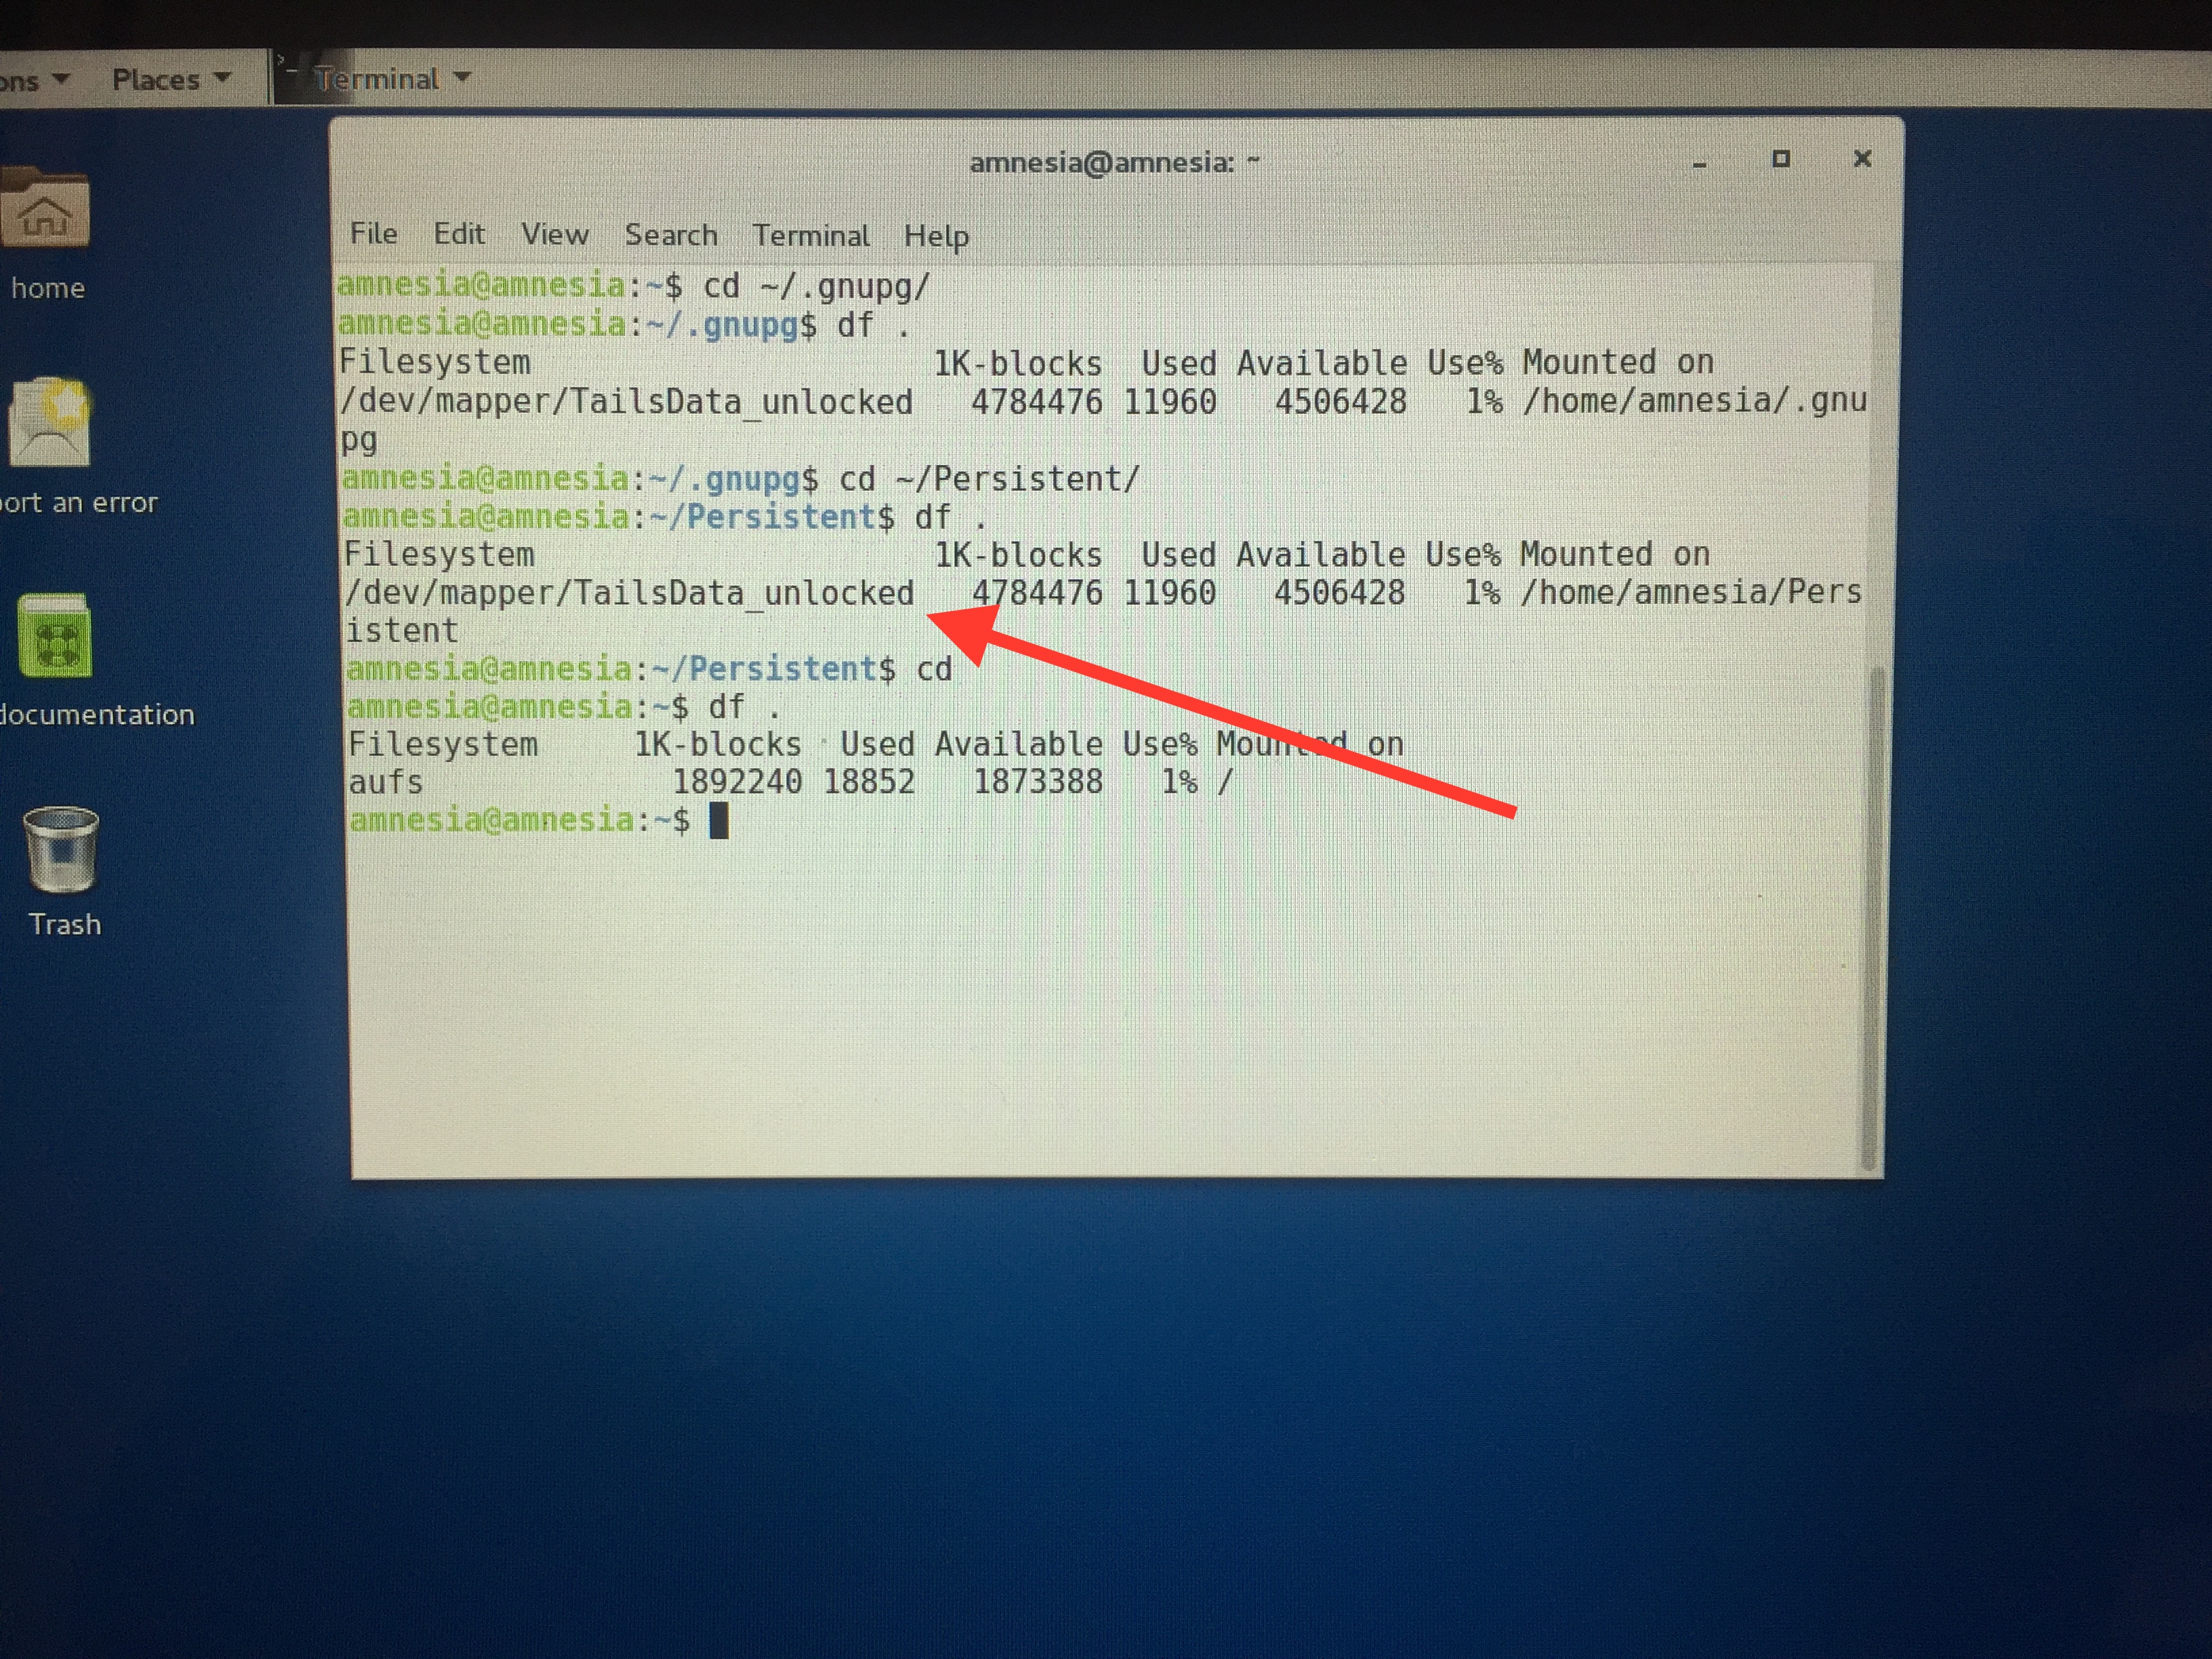 ons Places Terminal
amnesia@amnesia: ~
File Edit View Search Terminal Help
amnesia@amnesia:~$ cd ~/.gnupg/
amnesia@amnesia:~/.gnupg$ df .
Filesystem 1K-blocks Used Available Use% Mounted on
/dev/mapper/TailsData_unlocked 4784476 11960 4506428 1% /home/amnesia/.gnu
pg
amnesia@amnesia:~/.gnupg$ cd ~/Persistent/
amnesia@amnesia:~/Persistent$ df .
Filesystem 1K-blocks Used Available Use% Mounted on
/dev/mapper/TailsData_unlocked 4784476 11960 4506428 1% /home/amnesia/Pers
istent
amnesia@amnesia:~/Persistent$ cd
amnesia@amnesia:~$ df .
Filesystem 1K-blocks Used Available Use% Mounted on
aufs 1892240 18852 1873388 1% /
amnesia@amnesia:~$
home
ort an error
documentation
Trash